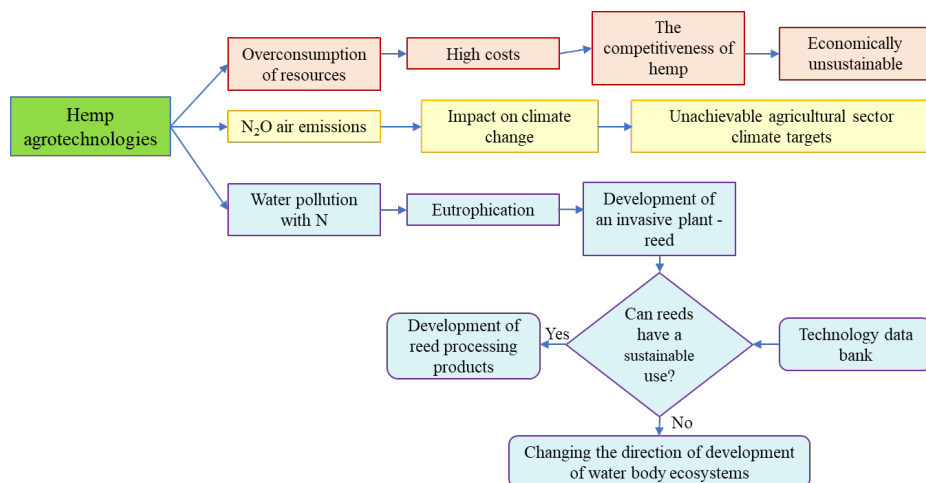 Hemp
agrotechnologies
Overconsumption
of resources
High costs
The
competitiveness of
hemp
Economically
unsustainable
N₂O air emissions
Impact on climate
change
Unachievable agricultural sector
climate targets
Water pollution
with N
Eutrophication
Development of
an invasive plant -
reed
Can reeds
have a
sustainable
use?
Technology data
bank
Yes
Development of
reed processing
products
No
Changing the direction of development
of water body ecosystems